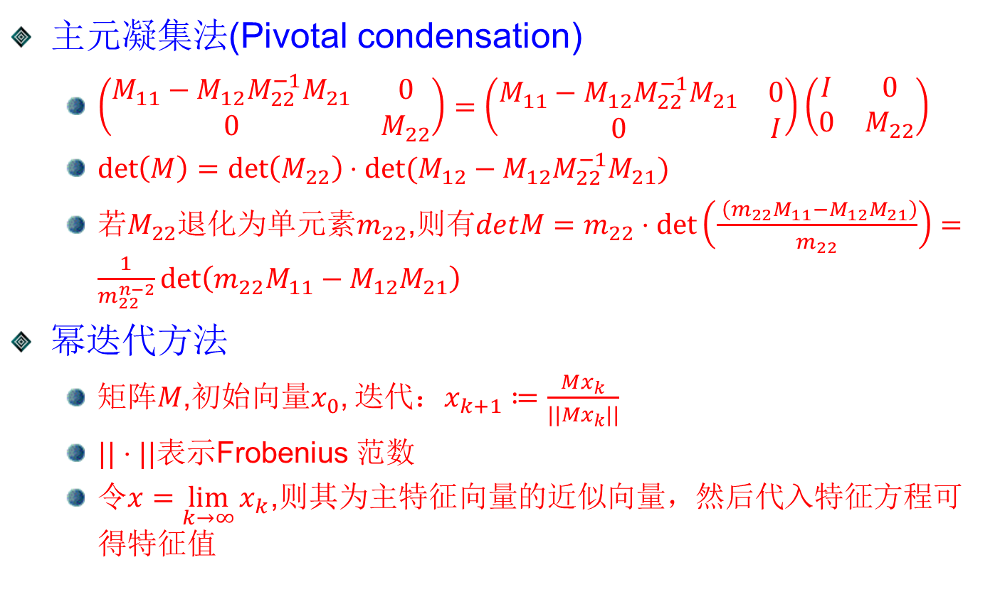 主元凝集法(Pivotal condensation)
$\begin{pmatrix} M_{11} - M_{12}M_{22}^{-1}M_{21} & 0 \\ 0 & M_{22} \end{pmatrix} = \begin{pmatrix} M_{11} - M_{12}M_{22}^{-1}M_{21} & 0 \\ 0 & I \end{pmatrix} \begin{pmatrix} I & 0 \\ 0 & M_{22} \end{pmatrix}$
$\det(M) = \det(M_{22}) \cdot \det(M_{12} - M_{12}M_{22}^{-1}M_{21})$
若$M_{22}$退化为单元素$m_{22}$,则有$detM = m_{22} \cdot \det\left(\frac{(m_{22}M_{11}-M_{12}M_{21})}{m_{22}}\right) =$
$\frac{1}{m_{22}^{n-2}}\det(m_{22}M_{11} - M_{12}M_{21})$
幂迭代方法
矩阵$M$,初始向量$x_0$, 迭代：$x_{k+1} := \frac{Mx_k}{||Mx_k||}$
$||\cdot||$表示Frobenius 范数
令$x = \lim_{k\to\infty} x_k$,则其为主特征向量的近似向量，然后代入特征方程可
得特征值